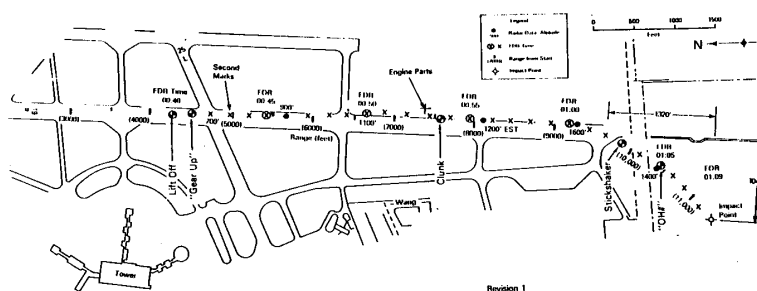 Legend
Radar Data Altitude
FDR Time
Range from Start
Impact Point
0 500 1000 1500
Feet
N
25 L
Second Marks
Engine Parts
FDR Time 00:40
FDR 00:45
FDR 00:50
FDR 00:55
FDR 01:00
1320'
(3000)
(4000)
700'
(5000)
900'
(6000)
1100'
(7000)
(8000)
1200' EST
(9000)
1600'
(10,000)
1400'
FDR 01:05
FDR 01:09
(11,000)
Range (feet)
Lift Off
"Gear Up"
Clunk
Stickshaker
"OH#"
Impact Point
Wang
Tower
Revision 1